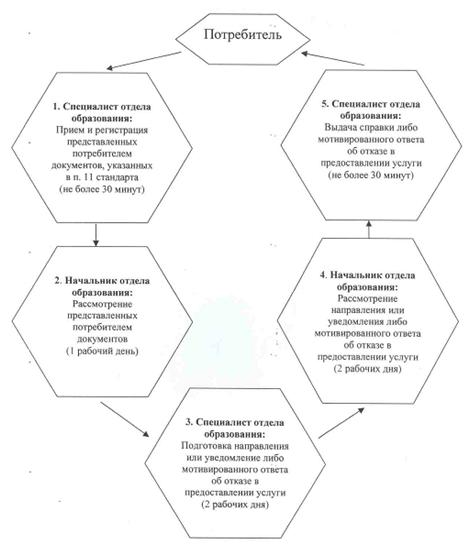 Потребитель
1. Специалист отдела
образования:
Прием и регистрация
представленных
потребителем
документов, указанных
в п. 11 стандарта
(не более 30 минут)
2. Начальник отдела
образования:
Рассмотрение
представленных
потребителем
документов
(1 рабочий день)
3. Специалист отдела
образования:
Подготовка направления
или уведомление либо
мотивированного ответа
об отказе в
предоставлении услуги
(2 рабочих дня)
4. Начальник отдела
образования:
Рассмотрение
направления или
уведомления либо
мотивированного ответа
об отказе в
предоставлении услуги
(2 рабочих дня)
5. Специалист отдела
образования:
Выдача справки либо
мотивированного ответа
об отказе в
предоставлении услуги
(не более 30 минут)